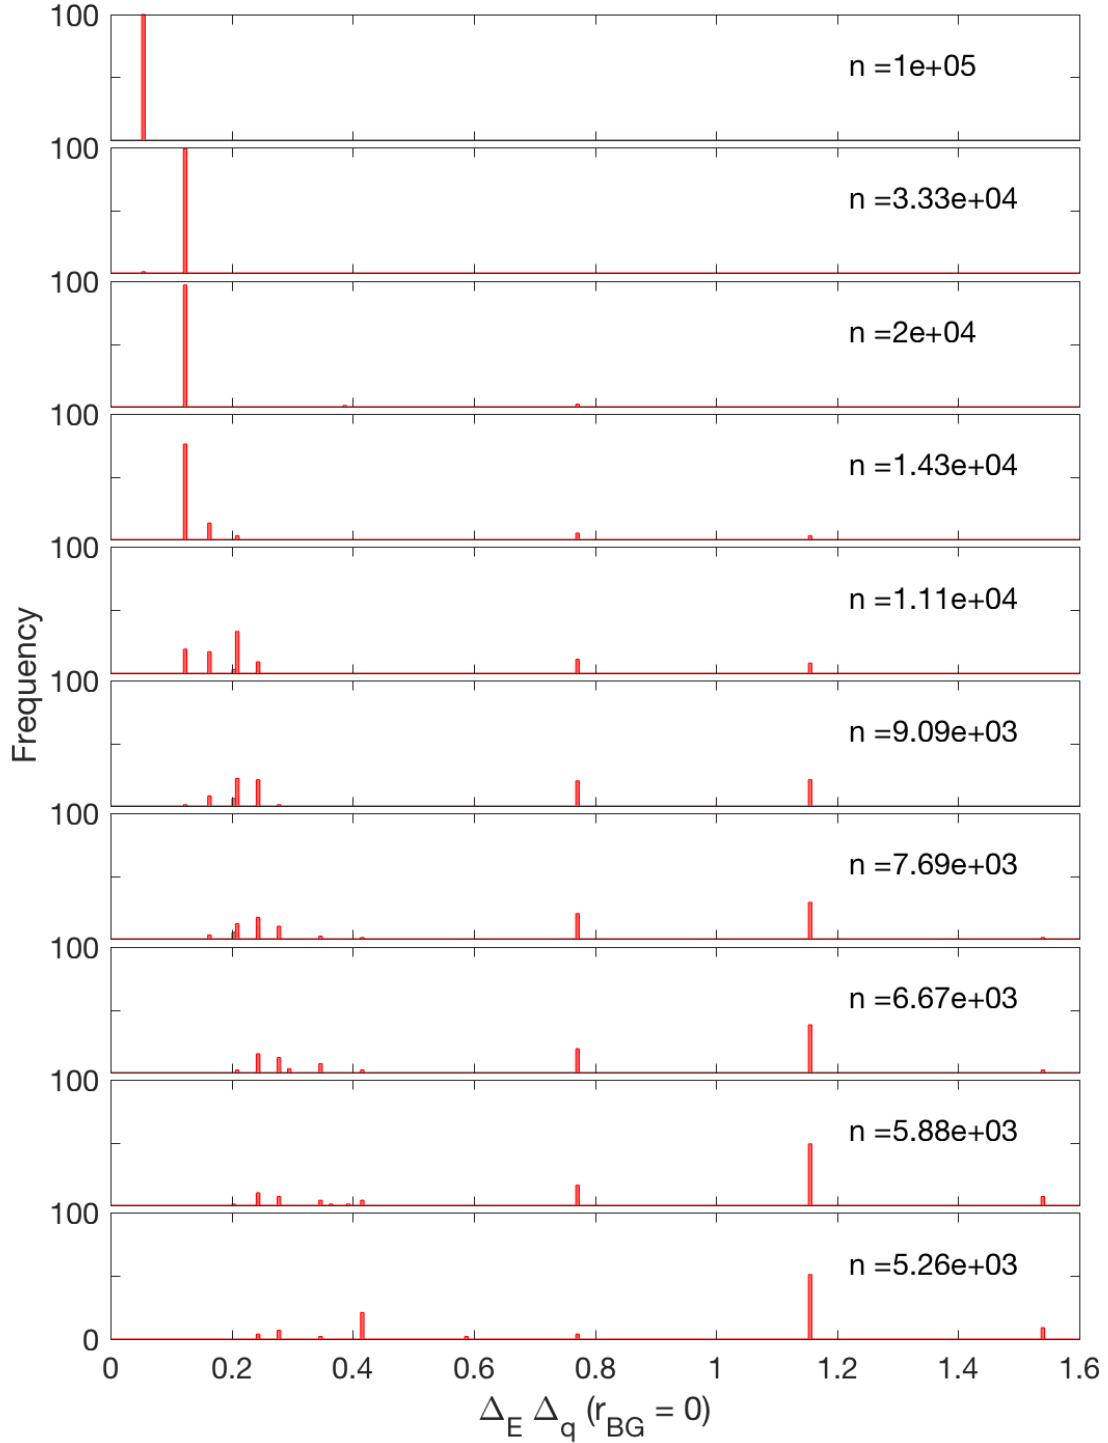 100
n =1e+05
100
n =3.33e+04
100
n =2e+04
100
n =1.43e+04
100
n =1.11e+04
100
n =9.09e+03
100
n =7.69e+03
100
n =6.67e+03
100
n =5.88e+03
100
n =5.26e+03
0
Frequency
0 0.2 0.4 0.6 0.8 1 1.2 1.4 1.6
Δ_E Δ_q (r_BG = 0)